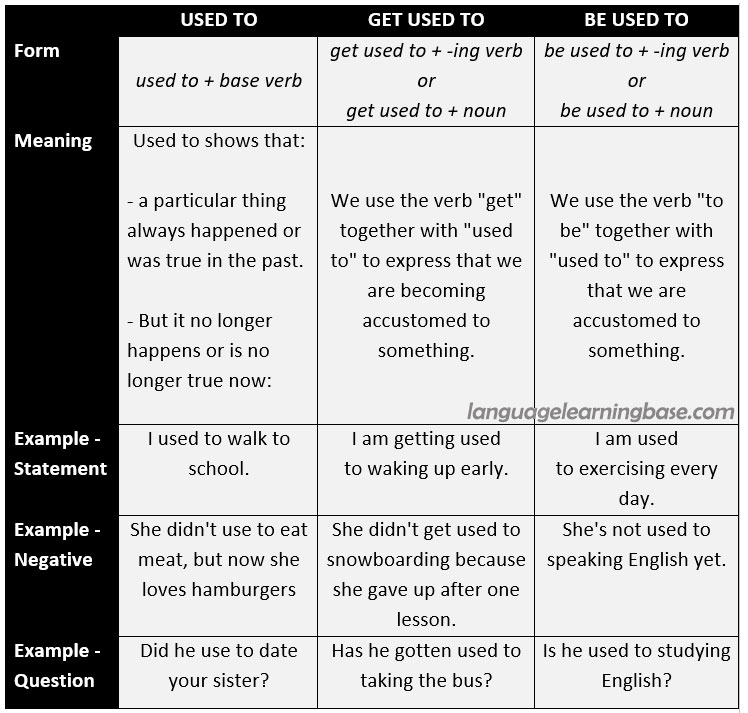 USED TO
GET USED TO
BE USED TO
Form
used to + base verb
get used to + -ing verb
or
get used to + noun
be used to + -ing verb
or
be used to + noun
Meaning
Used to shows that:
- a particular thing
always happened or
was true in the past.
- But it no longer
happens or is no
longer true now:
We use the verb "get"
together with "used
to" to express that we
are becoming
accustomed to
something.
We use the verb "to
be" together with
"used to" to express
that we are
accustomed to
something.
languagelearningbase.com
Example -
Statement
I used to walk to
school.
I am getting used
to waking up early.
I am used
to exercising every
day.
Example -
Negative
She didn't use to eat
meat, but now she
loves hamburgers
She didn't get used to
snowboarding because
she gave up after one
lesson.
She's not used to
speaking English yet.
Example -
Question
Did he use to date
your sister?
Has he gotten used to
taking the bus?
Is he used to studying
English?